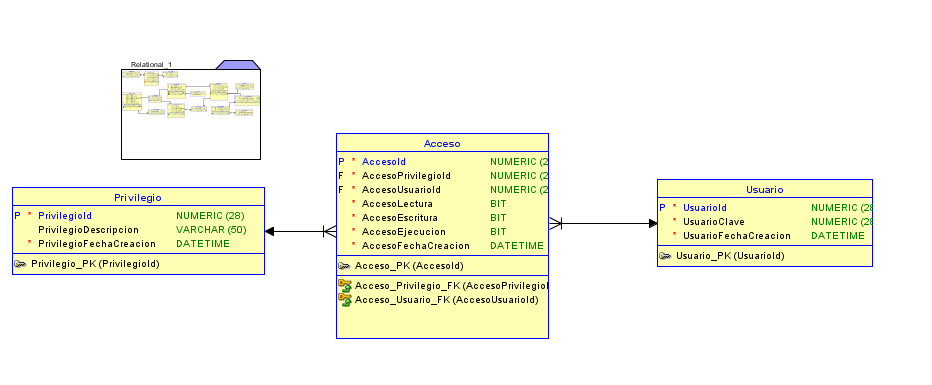 Relational_1
Privilegio
P * PrivilegioId NUMERIC (28)
PrivilegioDescripcion VARCHAR (50)
* PrivilegioFechaCreacion DATETIME
Privilegio_PK (PrivilegioId)
Acceso
P * AccesoId NUMERIC (2
F * AccesoPrivilegioId NUMERIC (2
F * AccesoUsuarioId NUMERIC (2
* AccesoLectura BIT
* AccesoEscritura BIT
* AccesoEjecucion BIT
* AccesoFechaCreacion DATETIME
Acceso_PK (AccesoId)
Acceso_Privilegio_FK (AccesoPrivilegioI
Acceso_Usuario_FK (AccesoUsuarioId)
Usuario
P * UsuarioId NUMERIC (28
* UsuarioClave NUMERIC (28
* UsuarioFechaCreacion DATETIME
Usuario_PK (UsuarioId)